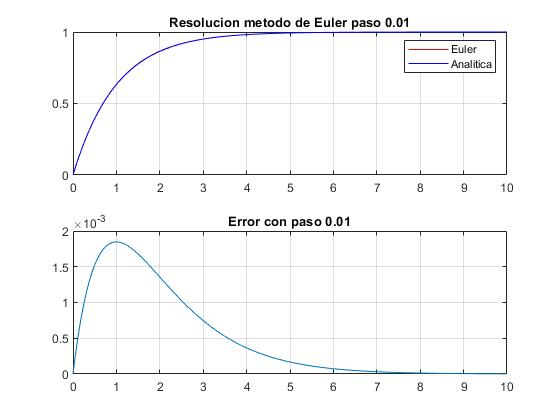 Resolucion metodo de Euler paso 0.01
1
0.5
0
Euler
Analitica
0 1 2 3 4 5 6 7 8 9 10
×10-3
Error con paso 0.01
2
1.5
1
0.5
0
0 1 2 3 4 5 6 7 8 9 10